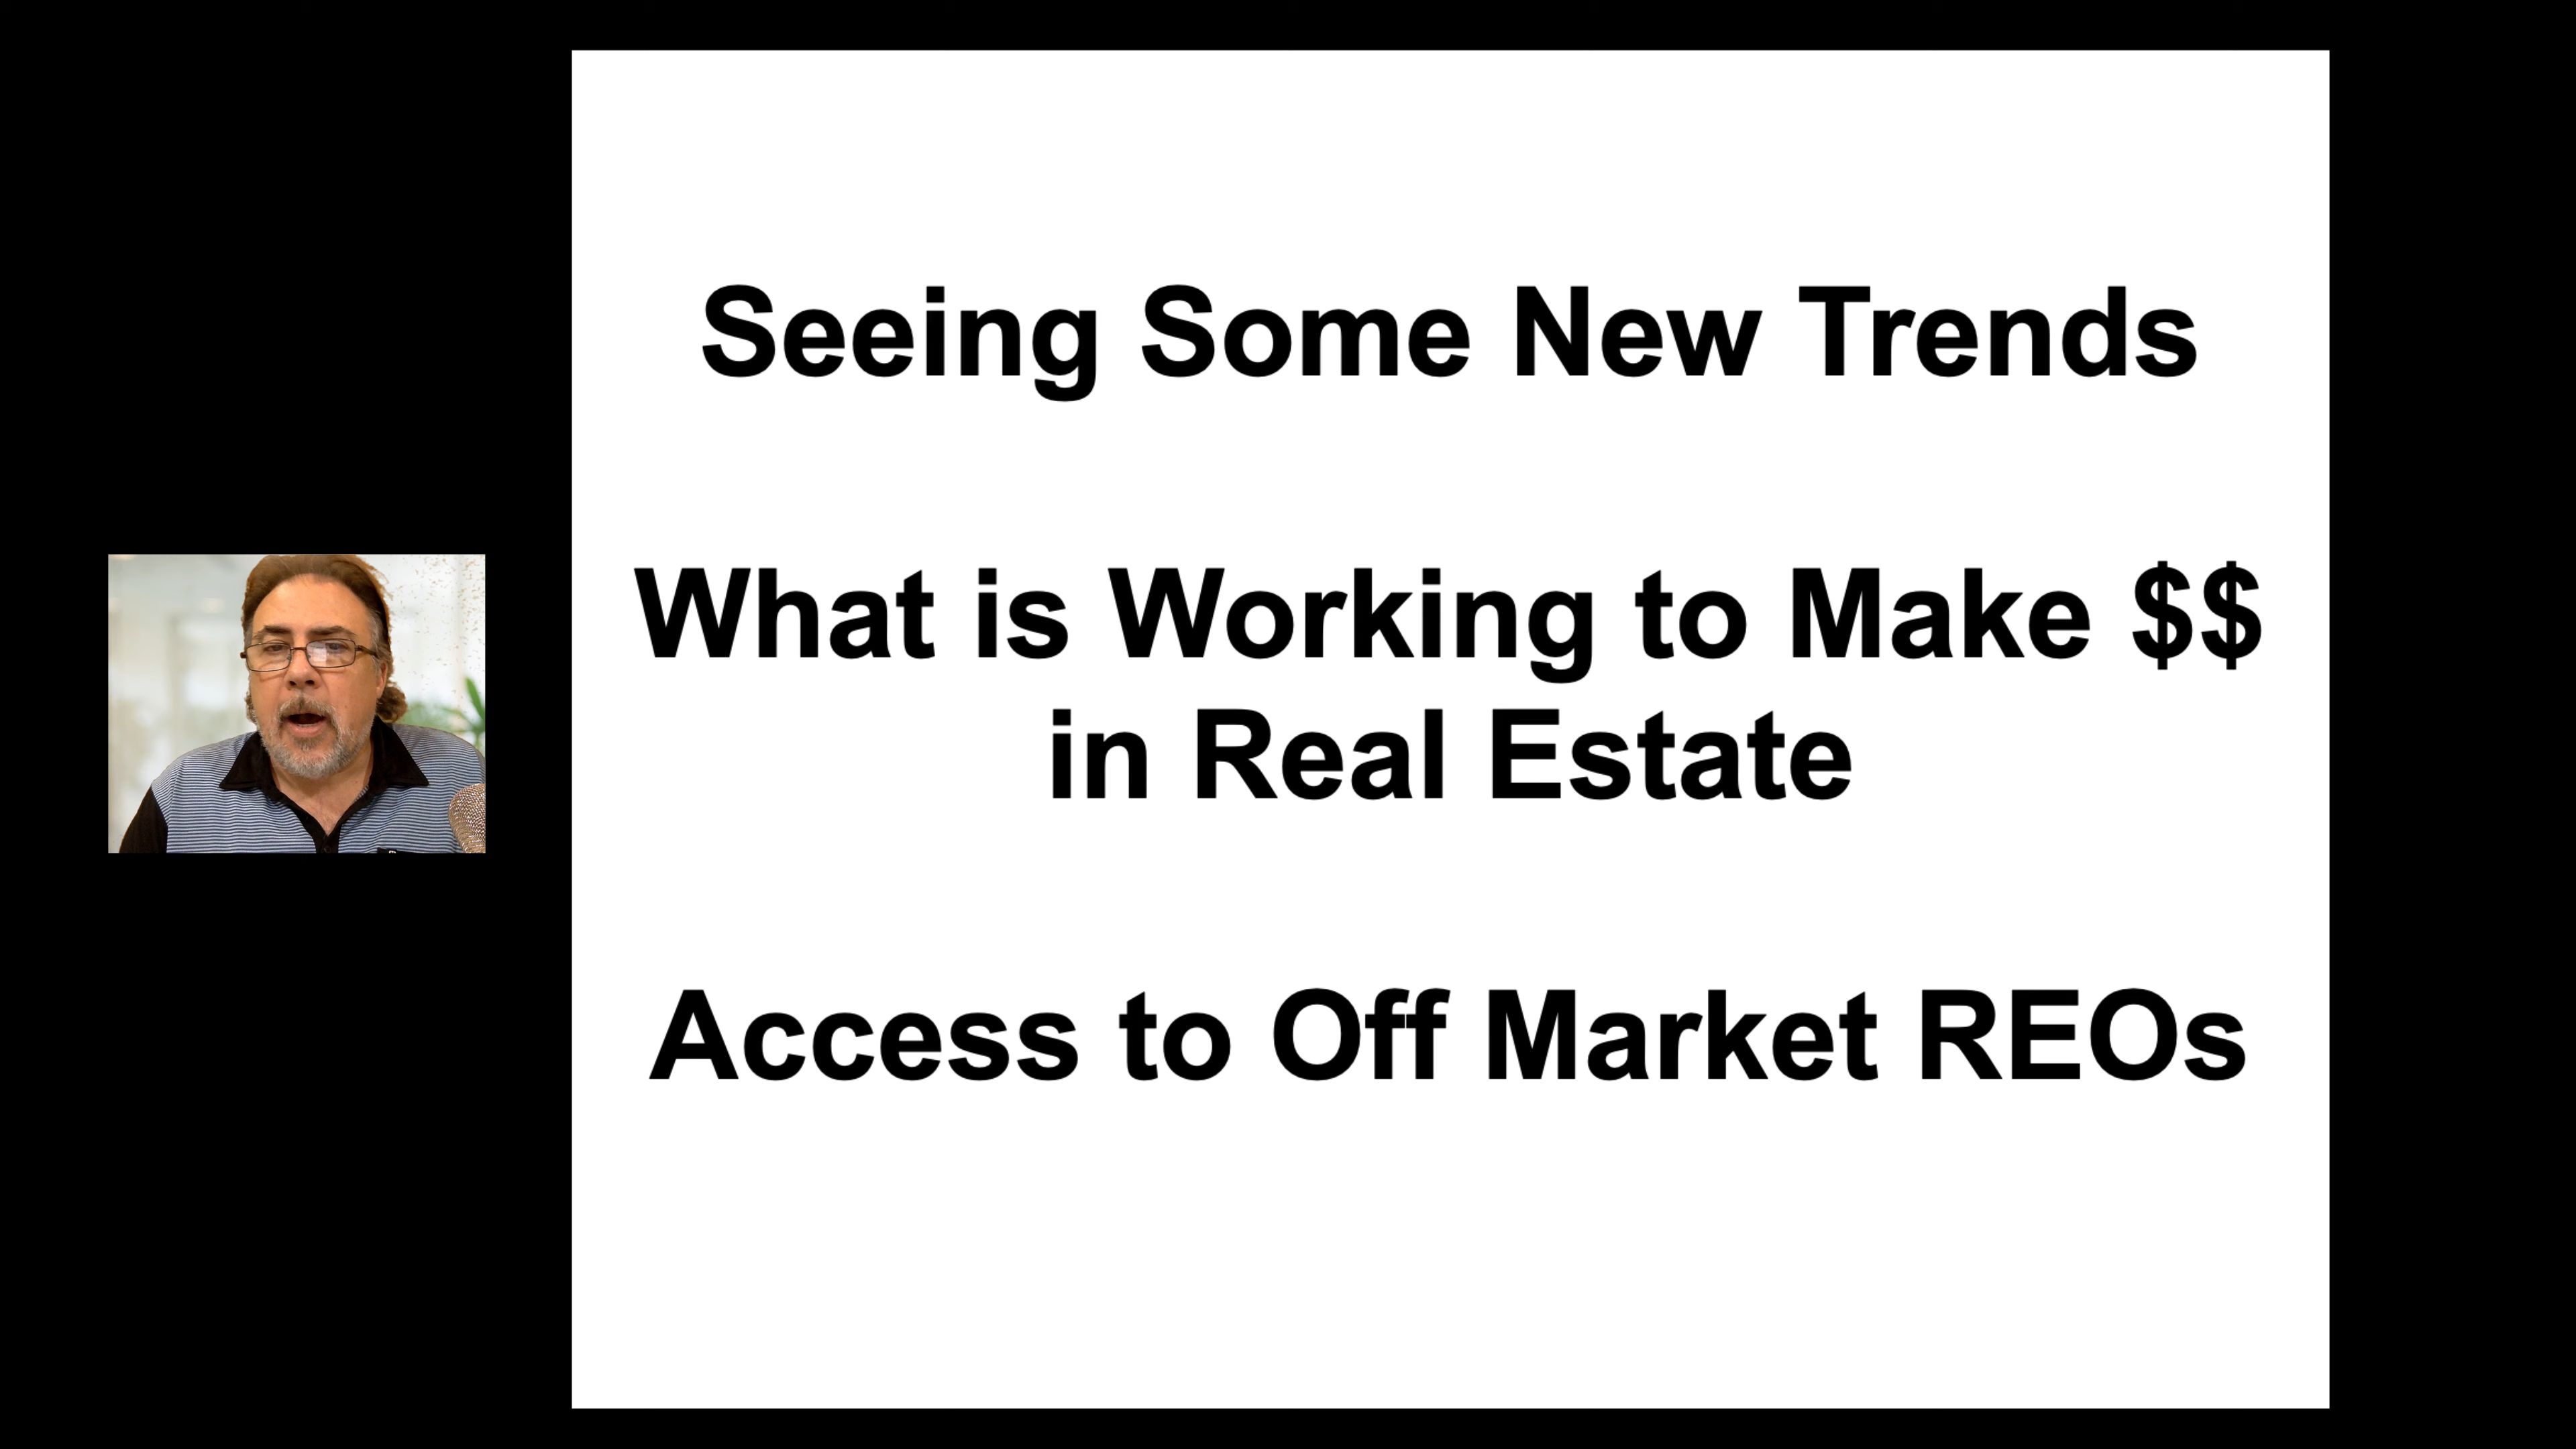 Seeing Some New Trends
What is Working to Make $$
in Real Estate
Access to Off Market REOs